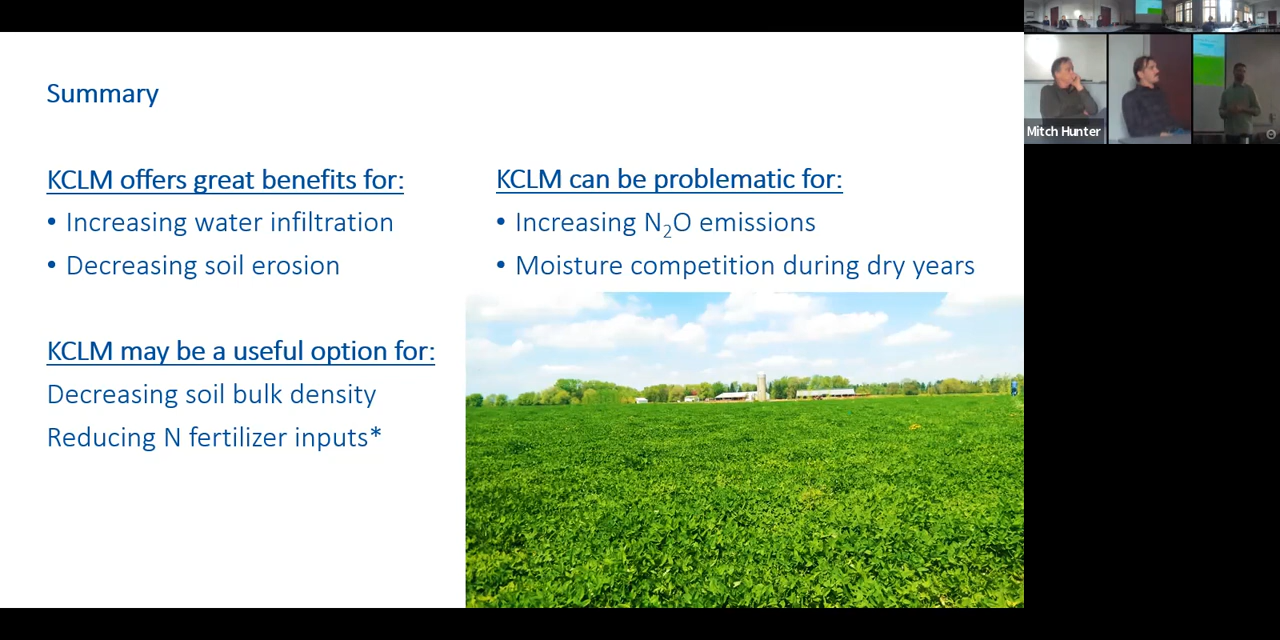 Summary
KCLM offers great benefits for:
• Increasing water infiltration
• Decreasing soil erosion
KCLM may be a useful option for:
Decreasing soil bulk density
Reducing N fertilizer inputs*
KCLM can be problematic for:
• Increasing N₂O emissions
• Moisture competition during dry years
Mitch Hunter